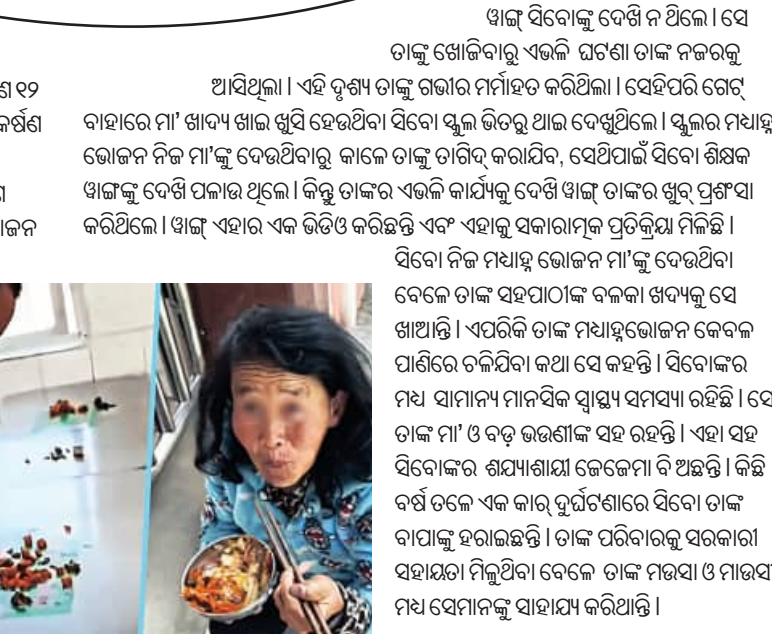 ୱାଙ୍ଗ୍ ସିବୋଙ୍କୁ ଦେଖି ନ ଥିଲେ । ସେ
ତାଙ୍କୁ ଖୋଜିବାରୁ ଏଭଳି ଘଟଣା ତାଙ୍କ ନଜରକୁ
ଆସିଥିଲା । ଏହି ଦୃଶ୍ୟ ତାଙ୍କୁ ଗଭୀର ମର୍ମାହତ କରିଥିଲା । ସେହିପରି ଗେଟ୍
ବାହାରେ ମା’ ଖାଦ୍ୟ ଖାଇ ଖୁସି ହେଉଥିବା ସିବୋ ସ୍କୁଲ ଭିତରୁ ଥାଇ ଦେଖୁଥିଲେ । ସ୍କୁଲର ମଧ୍ୟାହ୍ନ
ଭୋଜନ ନିଜ ମା’ଙ୍କୁ ଦେଉଥିବାରୁ କାଳେ ତାଙ୍କୁ ତାଗିଦ୍ କରାଯିବ, ସେଥିପାଇଁ ସିବୋ ଶିକ୍ଷକ
ୱାଙ୍ଗଙ୍କୁ ଦେଖି ପଳାଉ ଥିଲେ । କିନ୍ତୁ ତାଙ୍କର ଏଭଳି କାର୍ଯ୍ୟକୁ ଦେଖି ୱାଙ୍ଗ୍ ତାଙ୍କର ଖୁବ୍ ପ୍ରଶଂସା
କରିଥିଲେ । ୱାଙ୍ଗ୍ ଏହାର ଏକ ଭିଡିଓ କରିଛନ୍ତି ଏବଂ ଏହାକୁ ସକାରାତ୍ମକ ପ୍ରତିକ୍ରିୟା ମିଳିଛି ।
ସିବୋ ନିଜ ମଧ୍ୟାହ୍ନ ଭୋଜନ ମା’ଙ୍କୁ ଦେଉଥିବା
ବେଳେ ତାଙ୍କ ସହପାଠୀଙ୍କ ବଳକା ଖଦ୍ୟକୁ ସେ
ଖାଆନ୍ତି । ଏପରିକି ତାଙ୍କ ମଧ୍ୟାହ୍ନଭୋଜନ କେବଳ
ପାଣିରେ ଚଳିଯିବା କଥା ସେ କହନ୍ତି । ସିବୋଙ୍କର
ମଧ୍ୟ ସାମାନ୍ୟ ମାନସିକ ସ୍ୱାସ୍ଥ୍ୟ ସମସ୍ୟା ରହିଛି । ସେ
ତାଙ୍କ ମା’ ଓ ବଡ଼ ଭଉଣୀଙ୍କ ସହ ରହନ୍ତି । ଏହା ସହ
ସିବୋଙ୍କର ଶଯ୍ୟାଶାୟୀ ଜେଜେମା ବି ଅଛନ୍ତି । କିଛି
ବର୍ଷ ତଳେ ଏକ କାର୍ ଦୁର୍ଘଟଣାରେ ସିବୋ ତାଙ୍କ
ବାପାଙ୍କୁ ହରାଇଛନ୍ତି । ତାଙ୍କ ପରିବାରକୁ ସରକାରୀ
ସହାୟତା ମିଳୁଥିବା ବେଳେ ତାଙ୍କ ମଉସା ଓ ମାଉସୀ
ମଧ୍ୟ ସେମାନଙ୍କୁ ସାହାଯ୍ୟ କରିଥାନ୍ତି ।